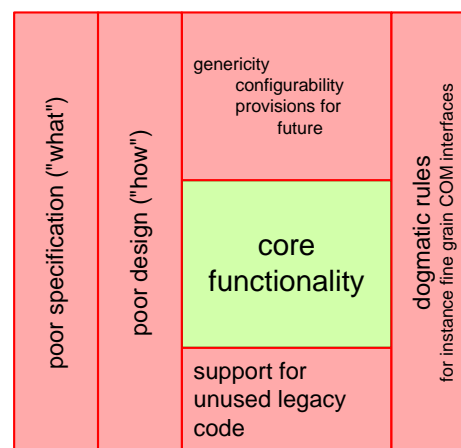 poor specification ("what")
poor design ("how")
genericity
configurability
provisions for
future
core
functionality
support for
unused legacy
code
dogmatic rules
for instance fine grain COM interfaces